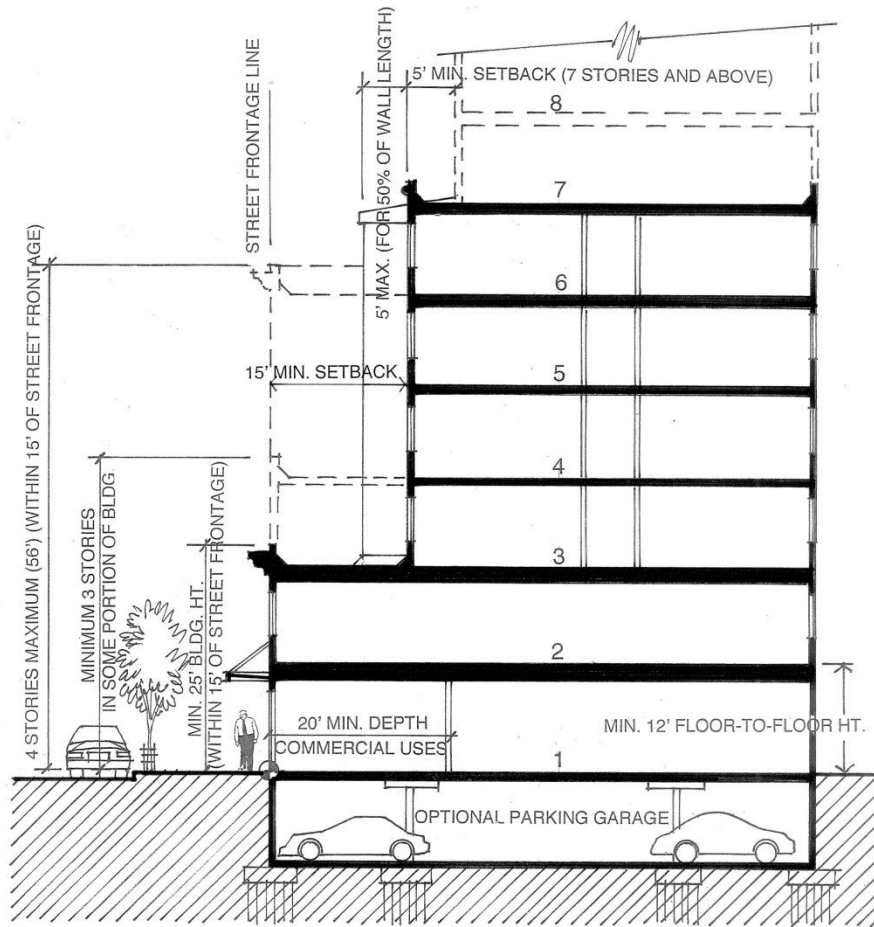 5' MIN. SETBACK (7 STORIES AND ABOVE)
8
STREET FRONTAGE LINE
5' MAX. (FOR 50% OF WALL LENGTH)
7
6
15' MIN. SETBACK
5
4
4 STORIES MAXIMUM (56') (WITHIN 15' OF STREET FRONTAGE)
MINIMUM 3 STORIES
IN SOME PORTION OF BLDG.
MIN. 25' BLDG. HT.
(WITHIN 15' OF STREET FRONTAGE)
3
2
20' MIN. DEPTH
COMMERCIAL USES
MIN. 12' FLOOR-TO-FLOOR HT.
1
OPTIONAL PARKING GARAGE